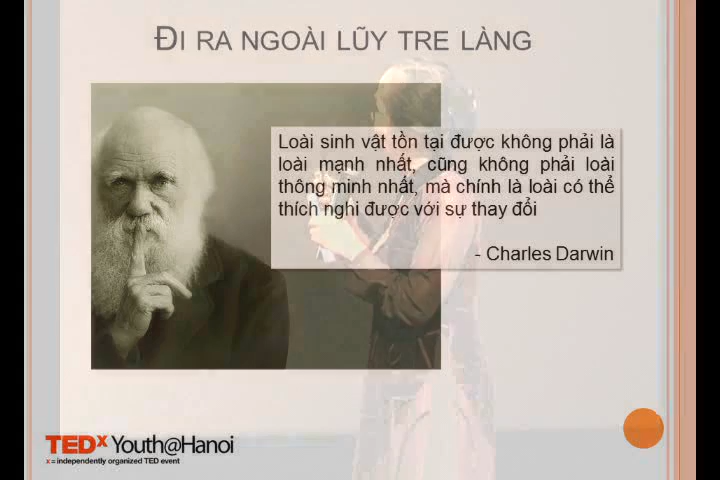 ĐI RA NGOÀI LŨY TRE LÀNG
Loài sinh vật tồn tại được không phải là
loài mạnh nhất, cũng không phải loài
thông minh nhất, mà chính là loài có thể
thích nghi được với sự thay đổi
- Charles Darwin
TEDx Youth@Hanoi
x = independently organized TED event